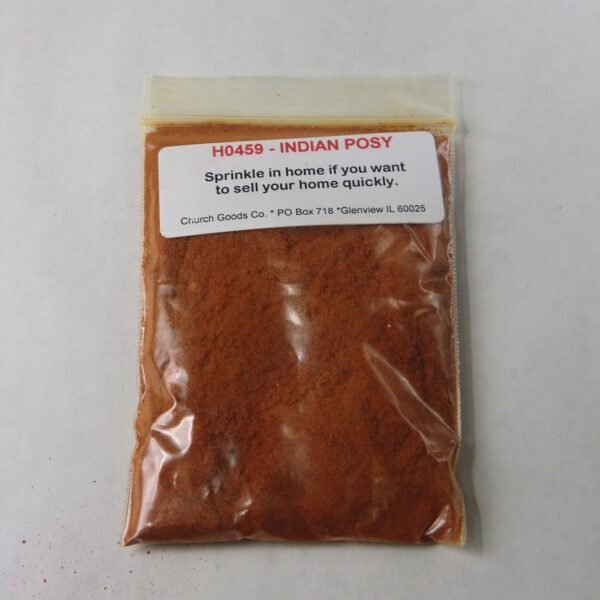 H0459 - INDIAN POSY
Sprinkle in home if you want
to sell your home quickly.
Church Goods Co. * PO Box 718 *Glenview IL 60025